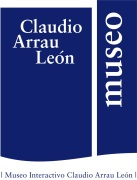 Claudio
Arrau
León
museo
| Museo Interactivo Claudio Arrau León |